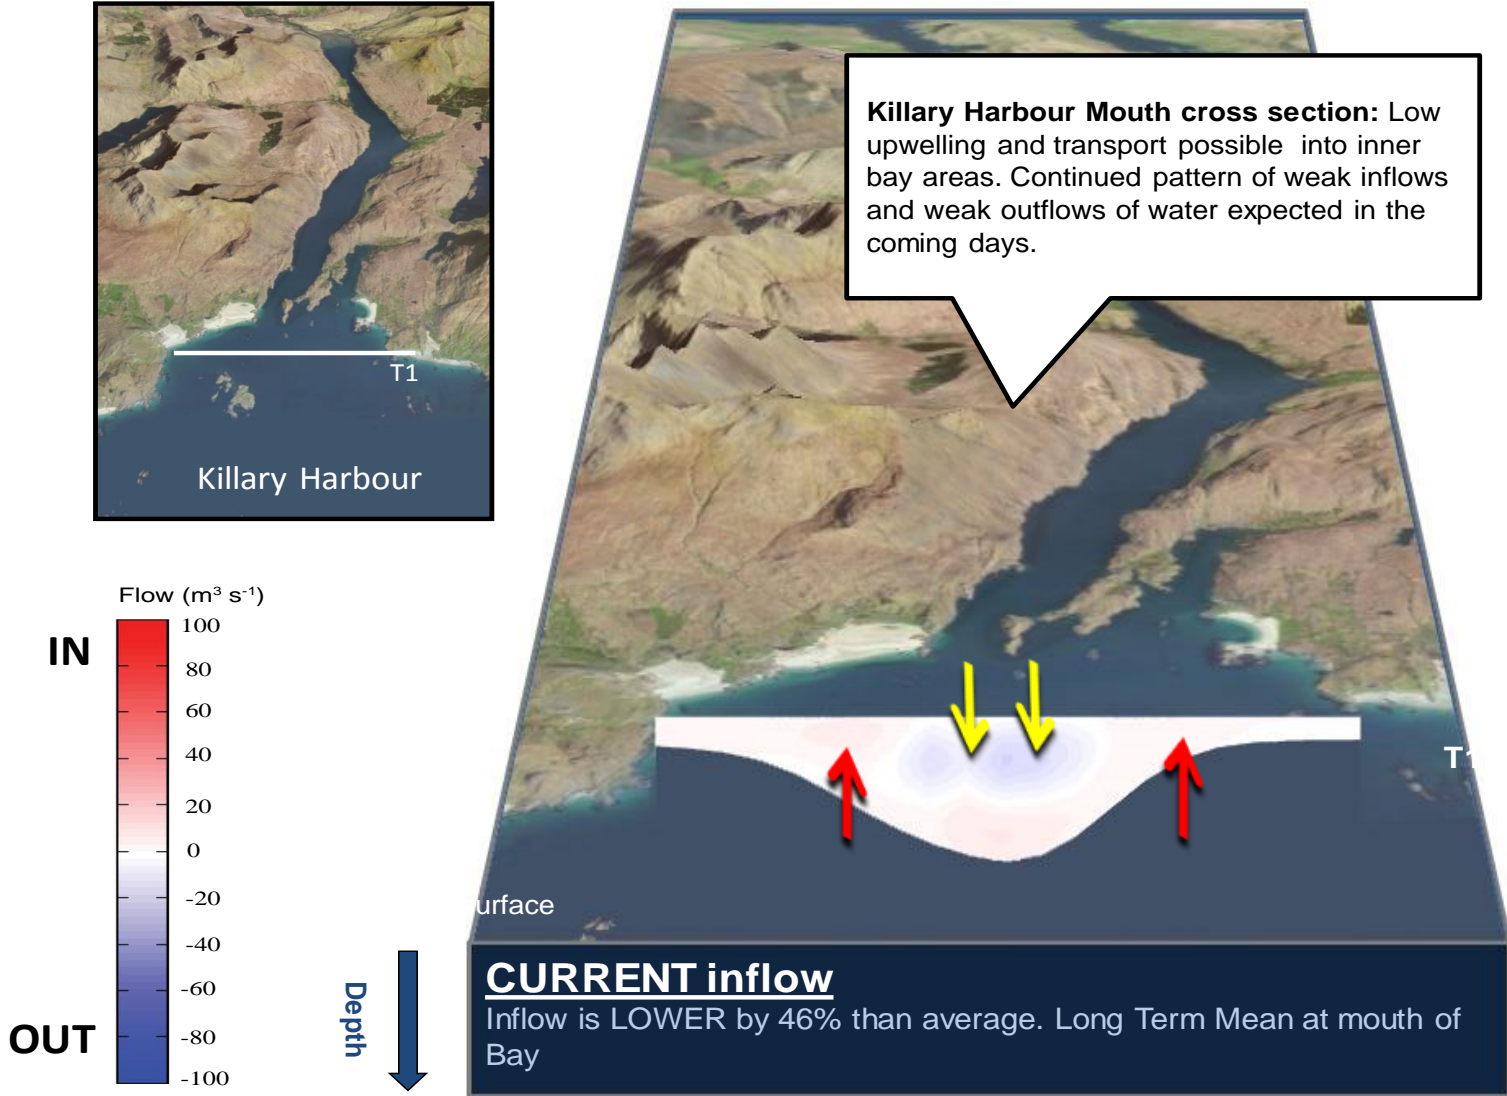 T1
Killary Harbour
Killary Harbour Mouth cross section: Low
upwelling and transport possible into inner
bay areas. Continued pattern of weak inflows
and weak outflows of water expected in the
coming days.
Flow (m³ s⁻¹)
IN
100
80
60
40
20
0
-20
-40
-60
-80
-100
OUT
Depth
T1
urface
CURRENT inflow
Inflow is LOWER by 46% than average. Long Term Mean at mouth of
Bay